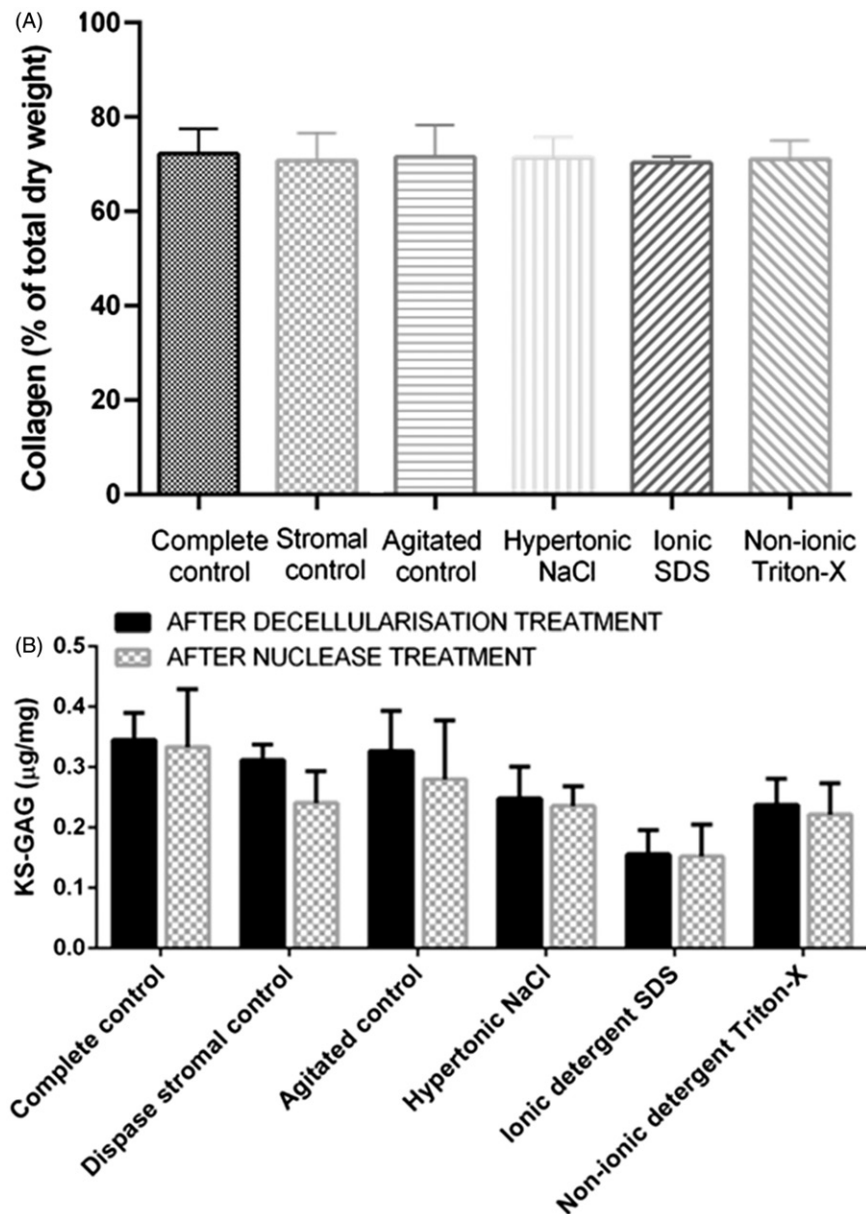 (A)
Collagen (% of total dry weight)
100
80
60
40
20
0
Complete
control
Stromal
control
Agitated
control
Hypertonic
NaCl
Ionic
SDS
Non-ionic
Triton-X
(B)
AFTER DECELLULARISATION TREATMENT
AFTER NUCLEASE TREATMENT
KS-GAG (µg/mg)
0.5
0.4
0.3
0.2
0.1
0.0
Complete control
Dispase stromal control
Agitated control
Hypertonic NaCl
Ionic detergent SDS
Non-ionic detergent Triton-X